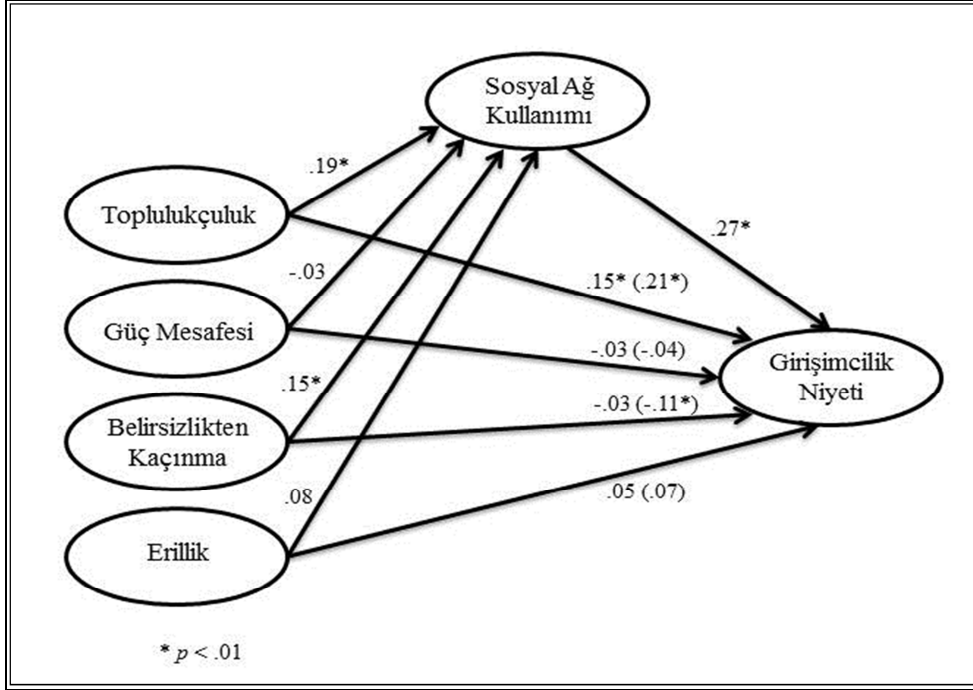 Sosyal Ağ
Kullanımı
.19*
Toplulukçuluk
.27*
-.03
.15* (.21*)
Güç Mesafesi
-.03 (-.04)
Girişimcilik
Niyeti
.15*
-.03 (-.11*)
Belirsizlikten
Kaçınma
.08
.05 (.07)
Erillik
* p < .01